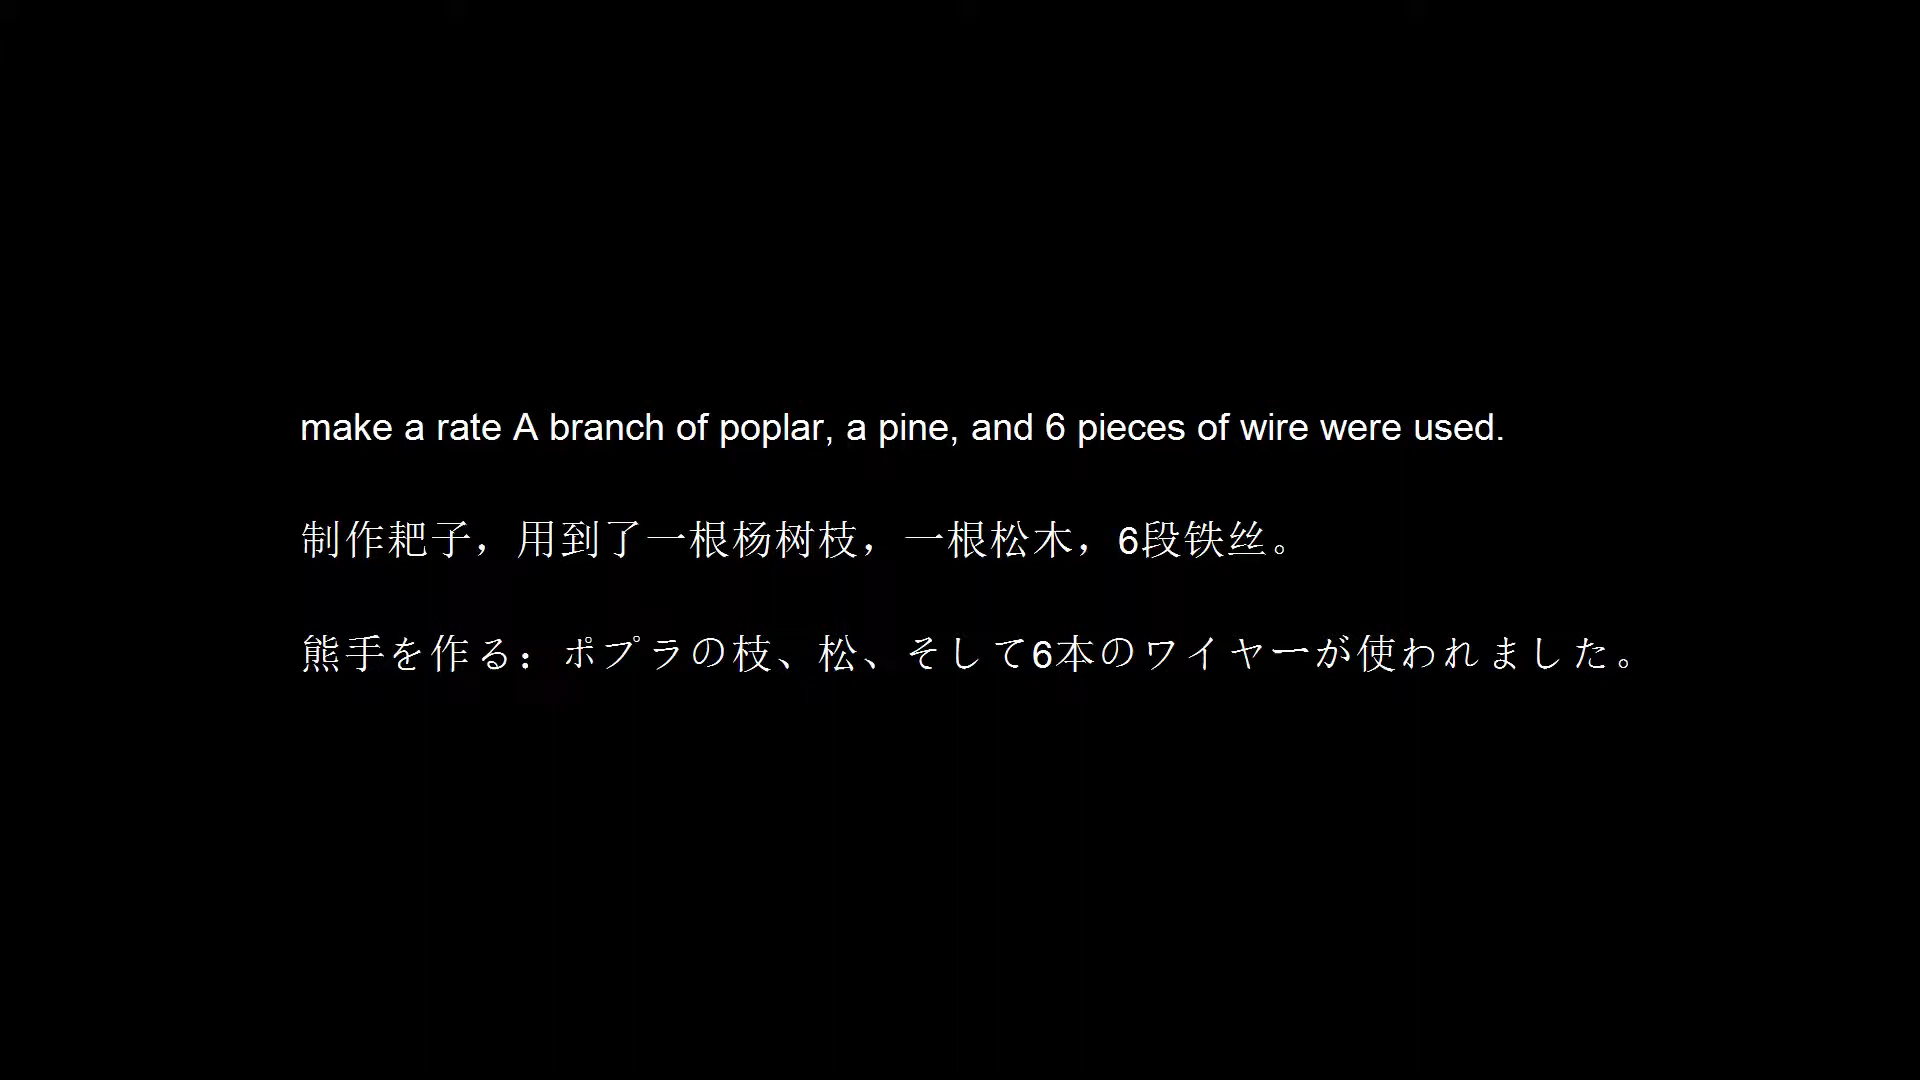 make a rate A branch of poplar, a pine, and 6 pieces of wire were used.
制作耙子，用到了一根杨树枝，一根松木，6段铁丝。
熊手を作る：ポプラの枝、松、そして6本のワイヤーが使われました。